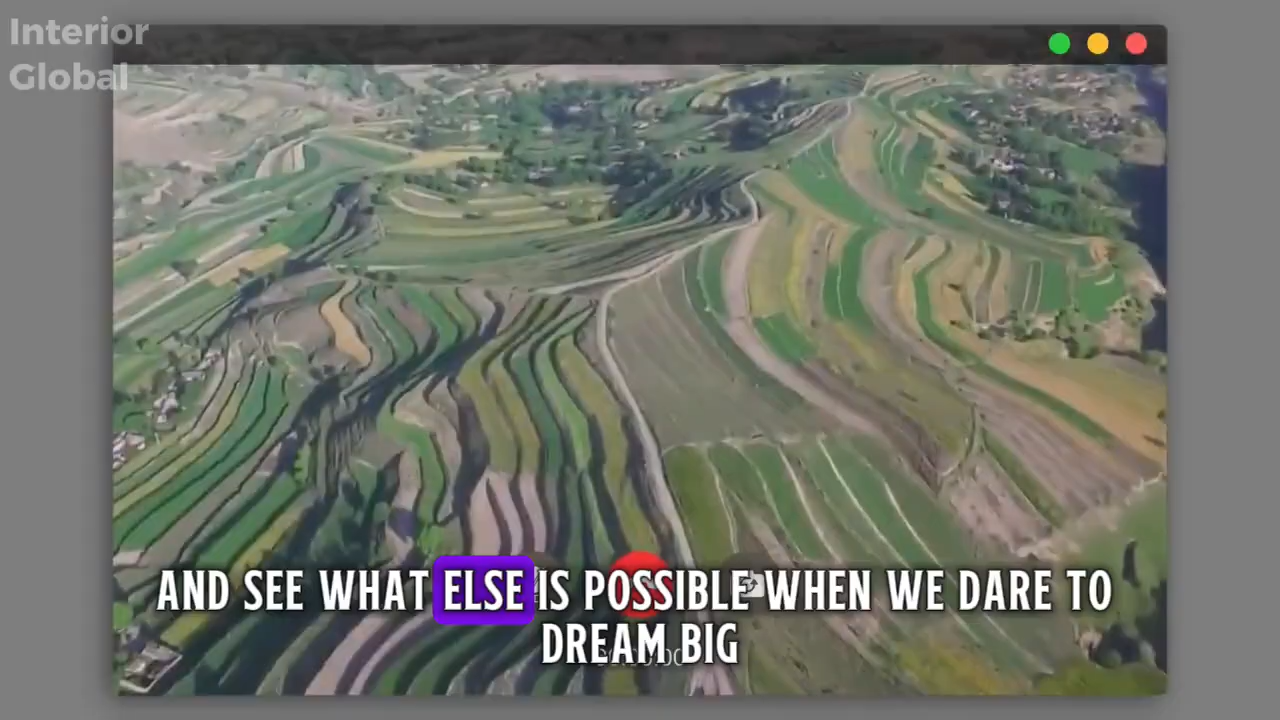 Interior
Global
AND SEE WHAT ELSE IS POSSIBLE WHEN WE DARE TO
DREAM BIG